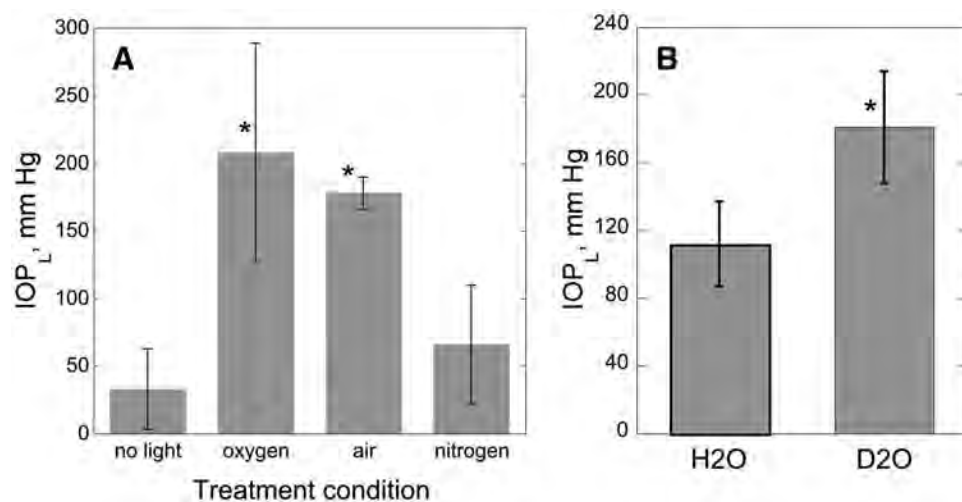 A
IOPL, mm Hg
300
250
200
150
100
50
0
*
*
no light oxygen air nitrogen
Treatment condition
B
IOPL, mm Hg
240
200
160
120
80
40
0
*
H2O D2O